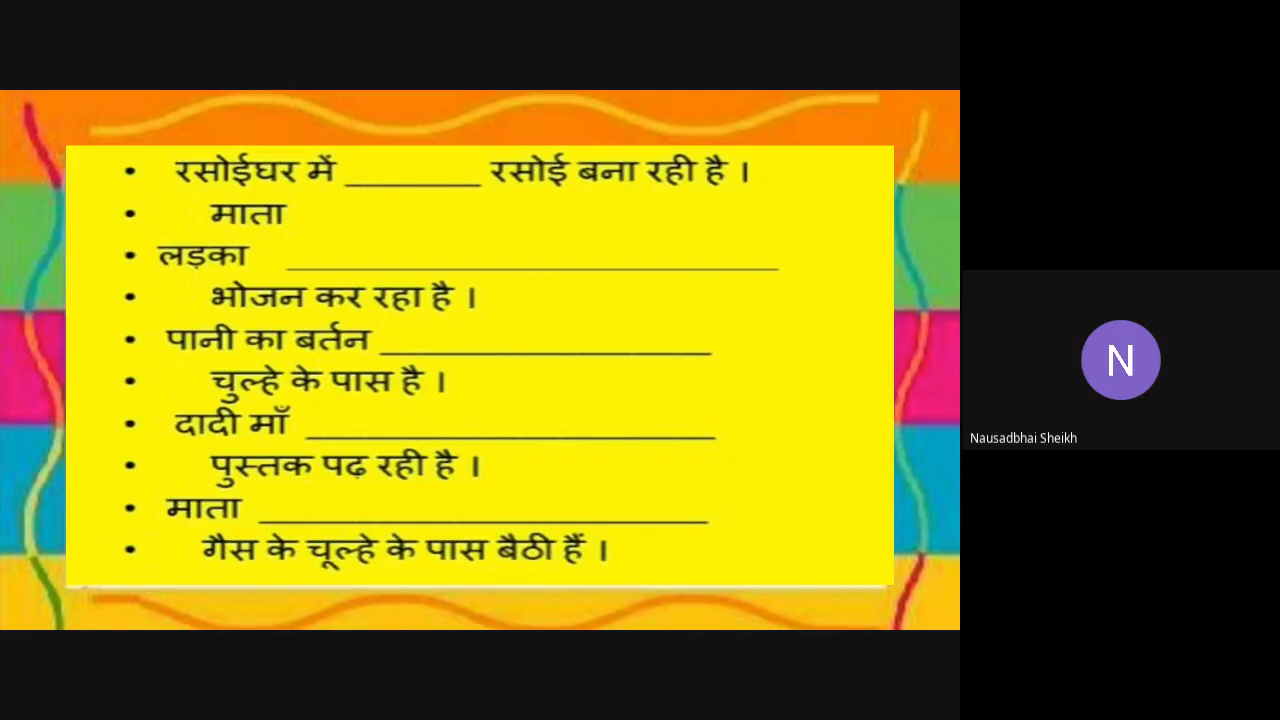 • रसोईघर में ________ रसोई बना रही है ।
• माता
• लड़का ______________________________
• भोजन कर रहा है ।
• पानी का बर्तन ____________________
• चुल्हे के पास है ।
• दादी माँ _________________________
• पुस्तक पढ़ रही है ।
• माता ___________________________
• गैस के चूल्हे के पास बैठी हैं ।
N
Nausadbhai Sheikh